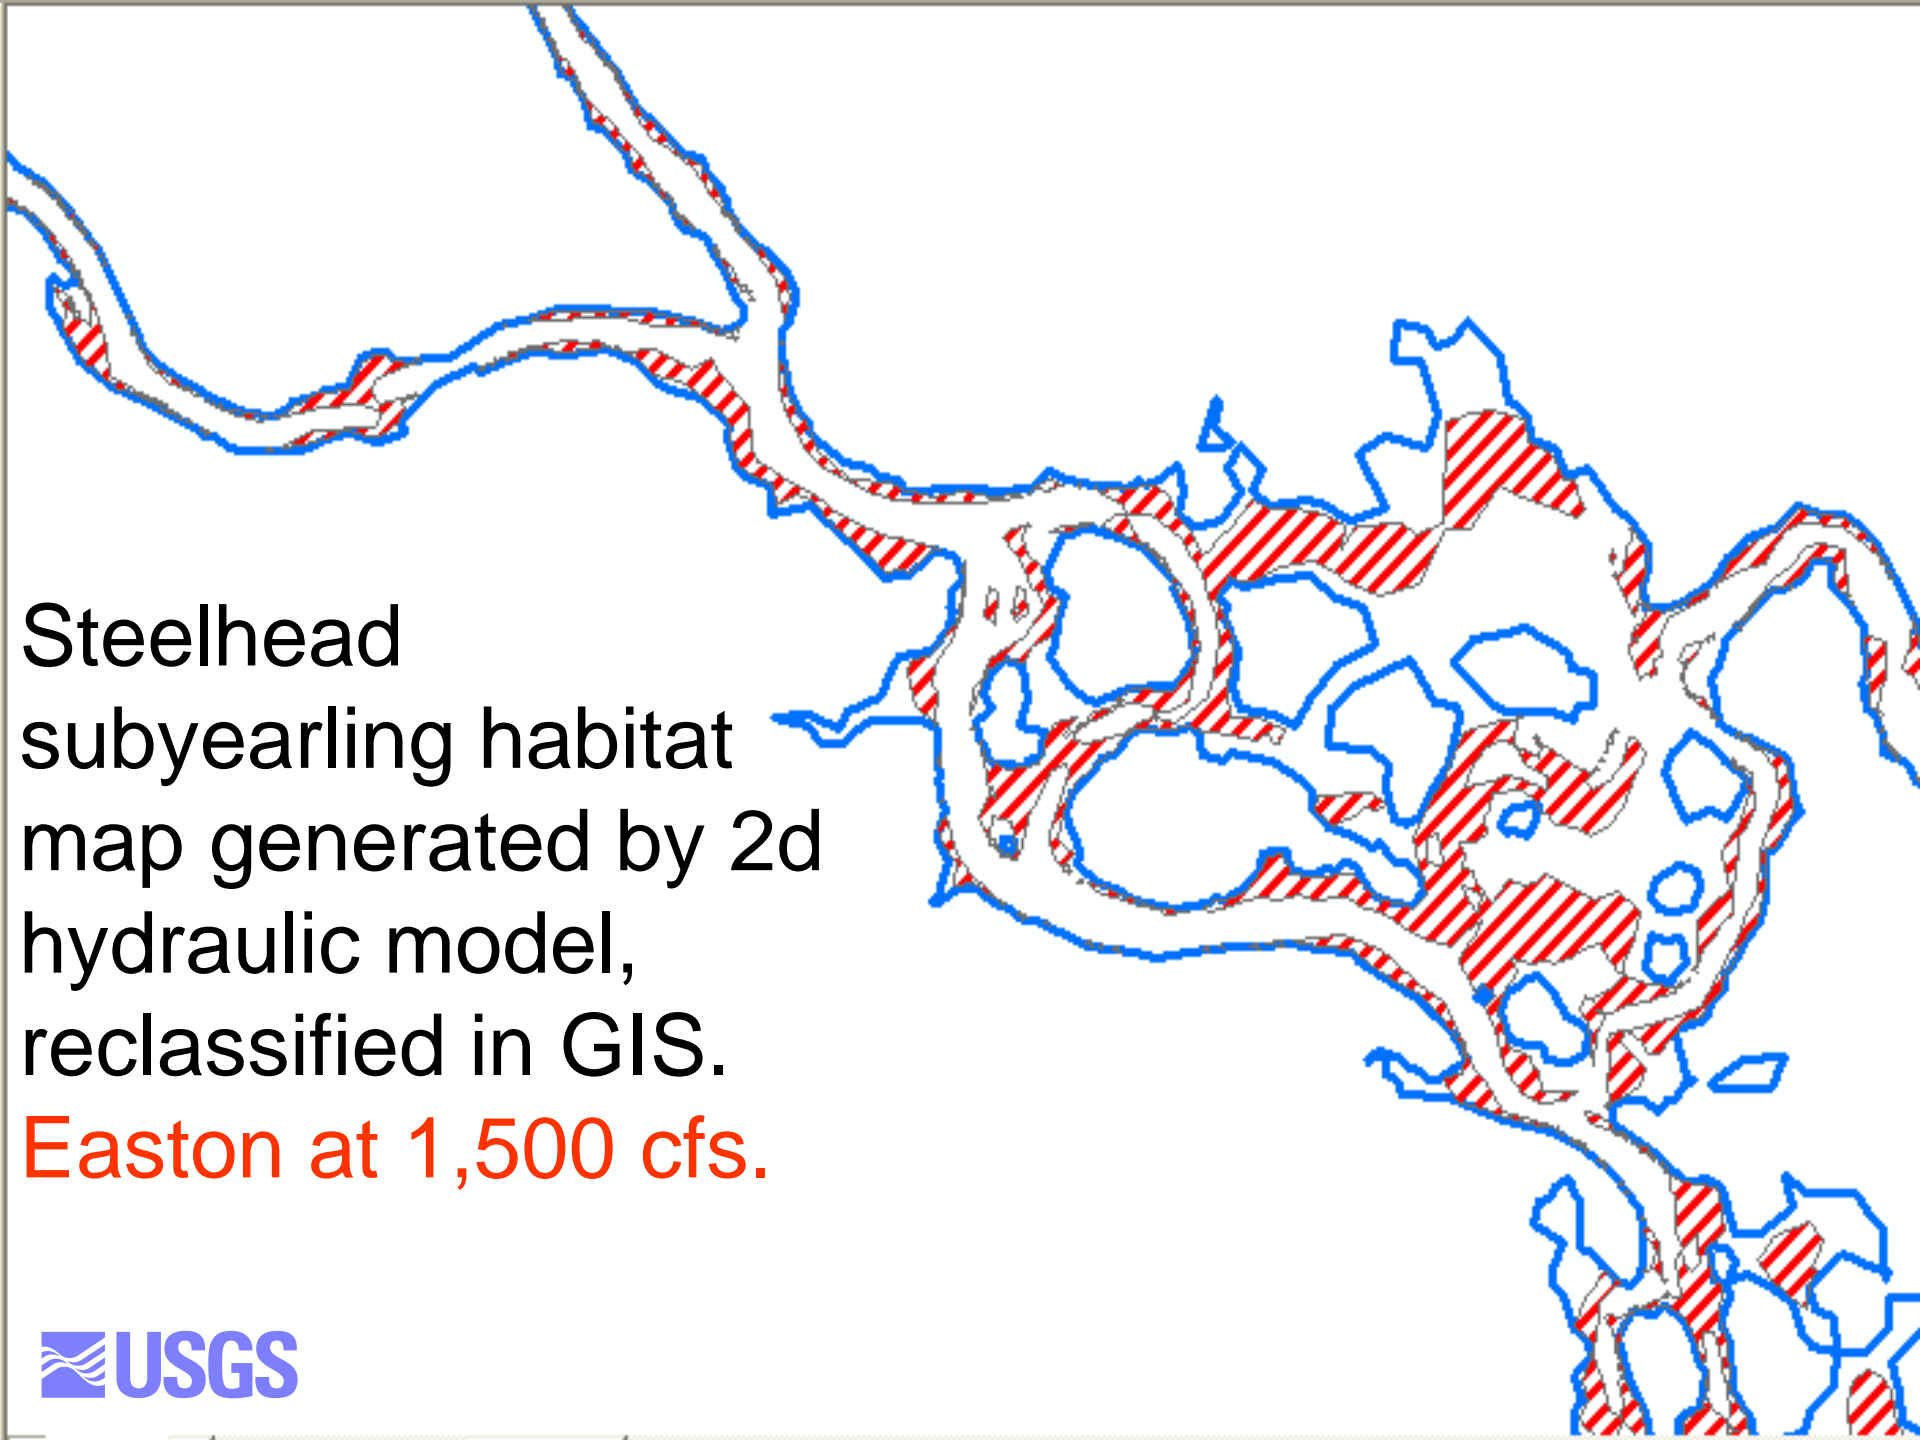 Steelhead
subyearling habitat
map generated by 2d
hydraulic model,
reclassified in GIS.
Easton at 1,500 cfs.
USGS